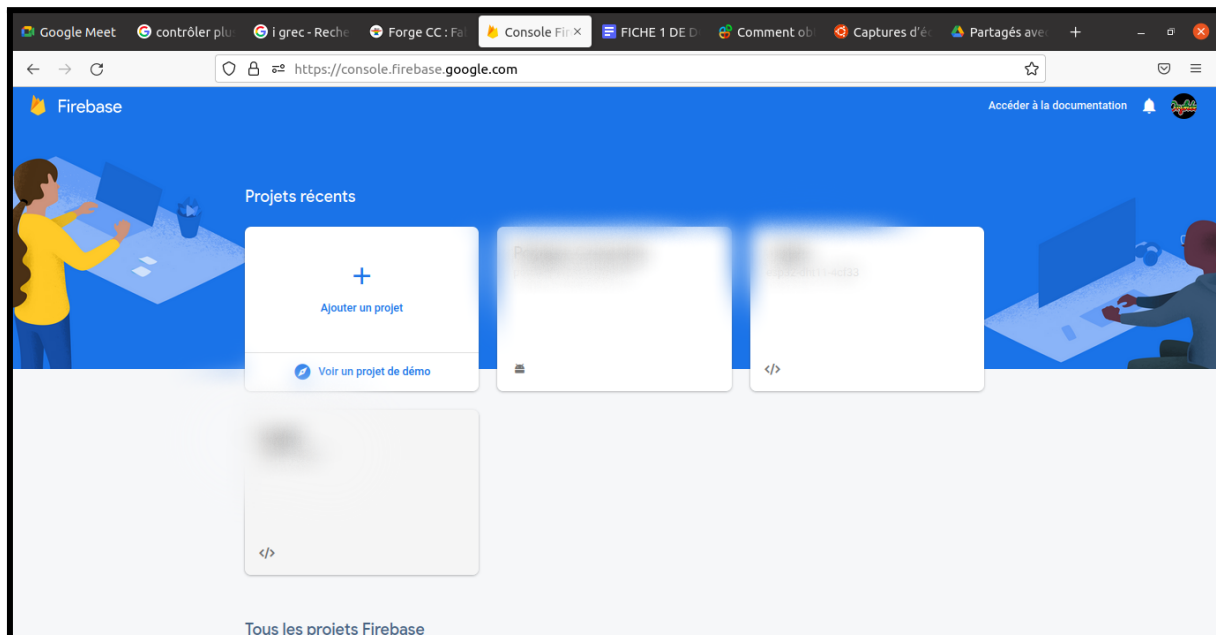 Google Meet contrôler plu i grec - Reche Forge CC : Fal Console Fir FICHE 1 DE D Comment ob Captures d'éc Partagés ave
https://console.firebase.google.com
Firebase Accéder à la documentation
Projets récents
Ajouter un projet
Voir un projet de démo
</>
</>
Tous les projets Firebase